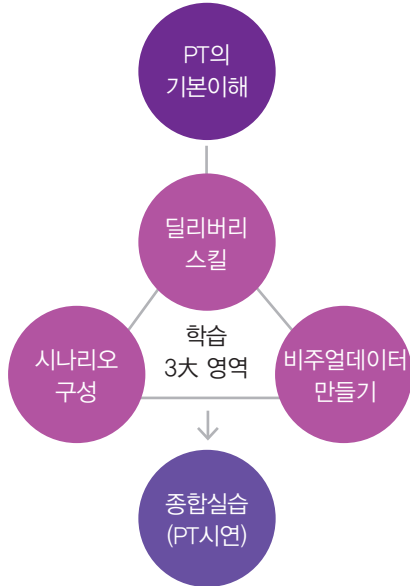 PT의
기본이해
딜리버리
스킬
학습
3大 영역
시나리오
구성
비주얼데이터
만들기
종합실습
(PT시연)